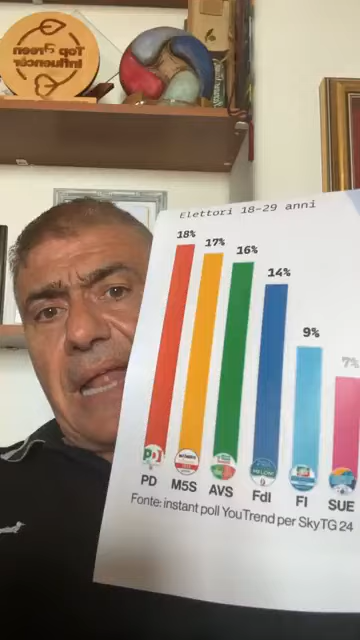 Top Green
Influencer
Elettori 18-29 anni
18%
17%
16%
14%
9%
7%
PD
PD M5S AVS FdI FI SUE
Fonte: instant poll YouTrend per SkyTG 24